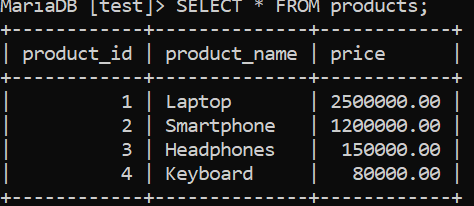 MariaDB [test]> SELECT * FROM products;
+------------+--------------+------------+
| product_id | product_name | price      |
+------------+--------------+------------+
|          1 | Laptop       | 2500000.00 |
|          2 | Smartphone   | 1200000.00 |
|          3 | Headphones   |  150000.00 |
|          4 | Keyboard     |   80000.00 |
+------------+--------------+------------+